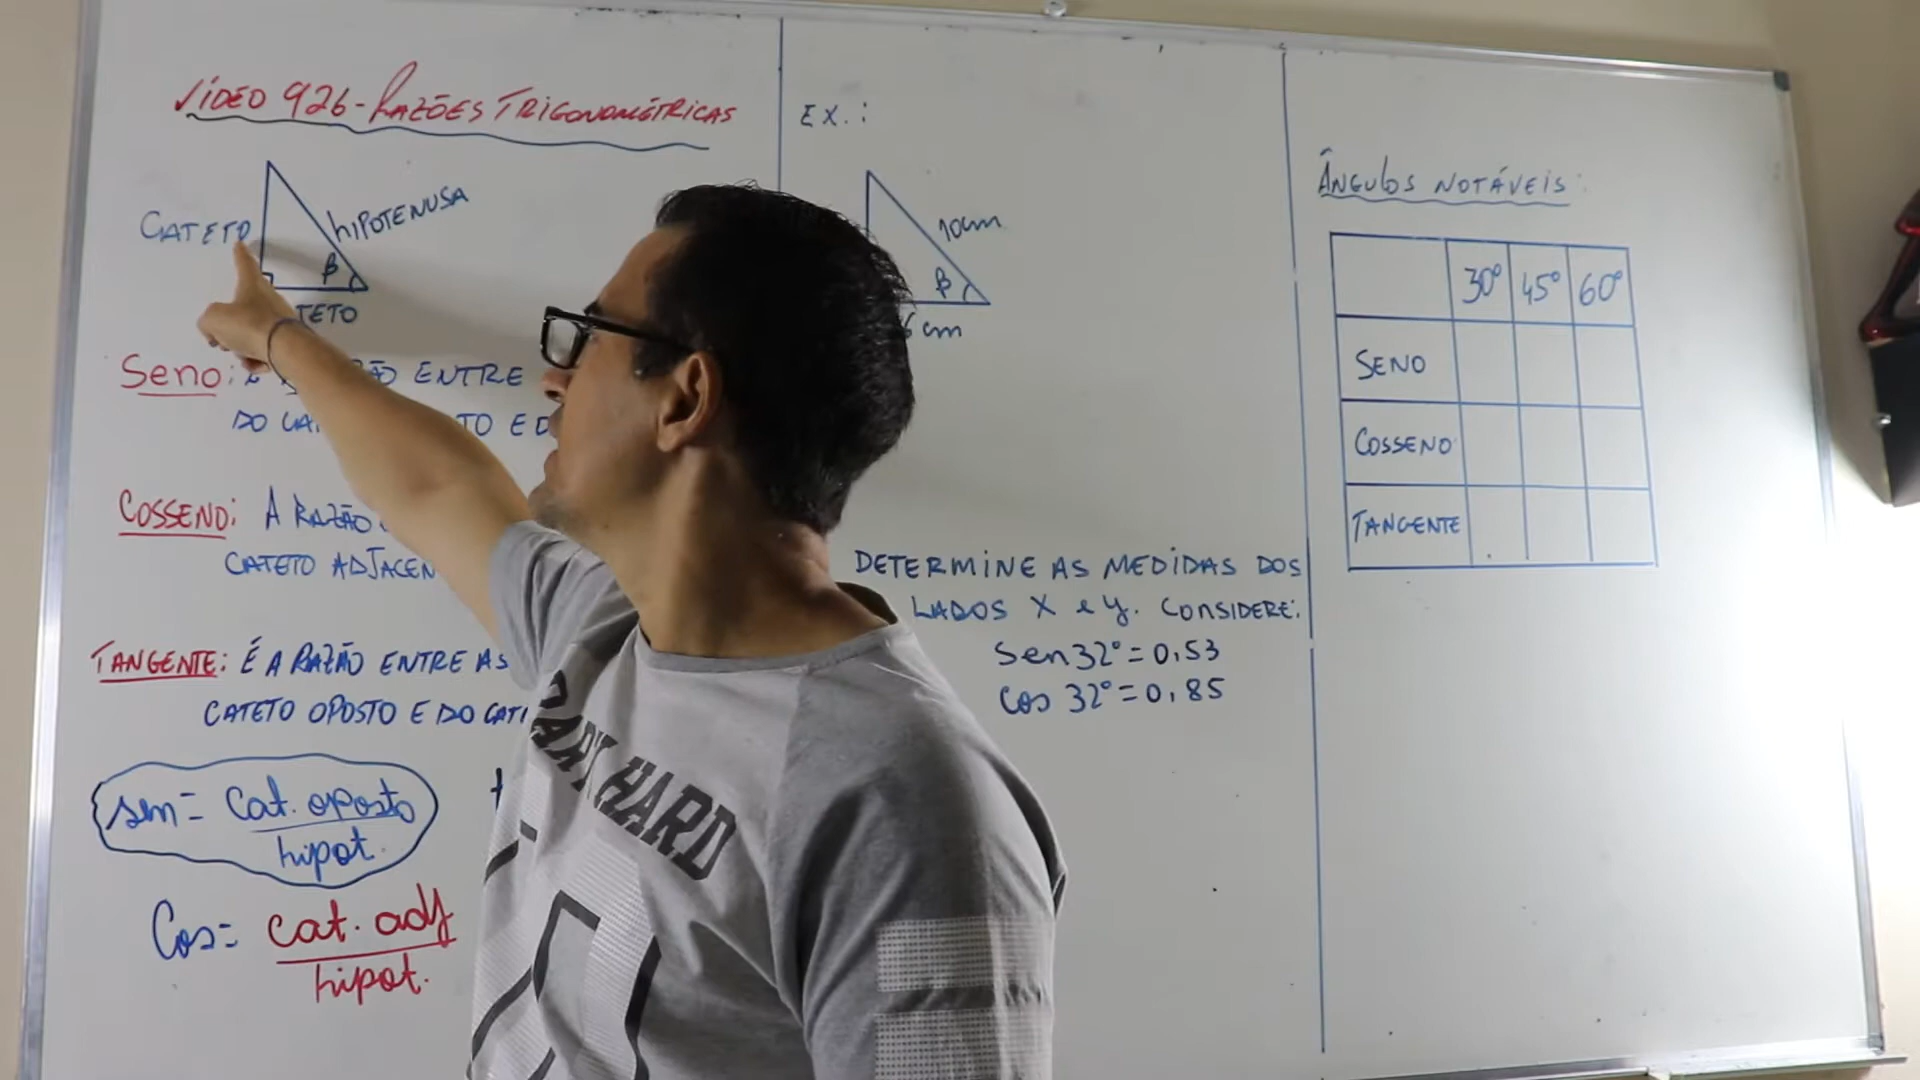 VÍDEO 926 - RAZÕES TRIGONOMÉTRICAS
CATETO
hIPOTENUSA
β
TETO
Seno: RAZÃO ENTRE
DO TO E D
COSSENO: A RAZÃO
CATETO ADJACEN
TANGENTE: É A RAZÃO ENTRE AS
CATETO OPOSTO E DO CAT
sen = cat. oposto
hipot.
Cos = cat. adj
hipot.
EX.:
10cm
β
6 cm
DETERMINE AS MEDIDAS DOS
LADOS X e y. CONSIDERE:
Sen 32° = 0,53
Cos 32° = 0,85
ÂNGULOS NOTÁVEIS:
30° 45° 60°
SENO
COSSENO
TANGENTE
ARY HARD